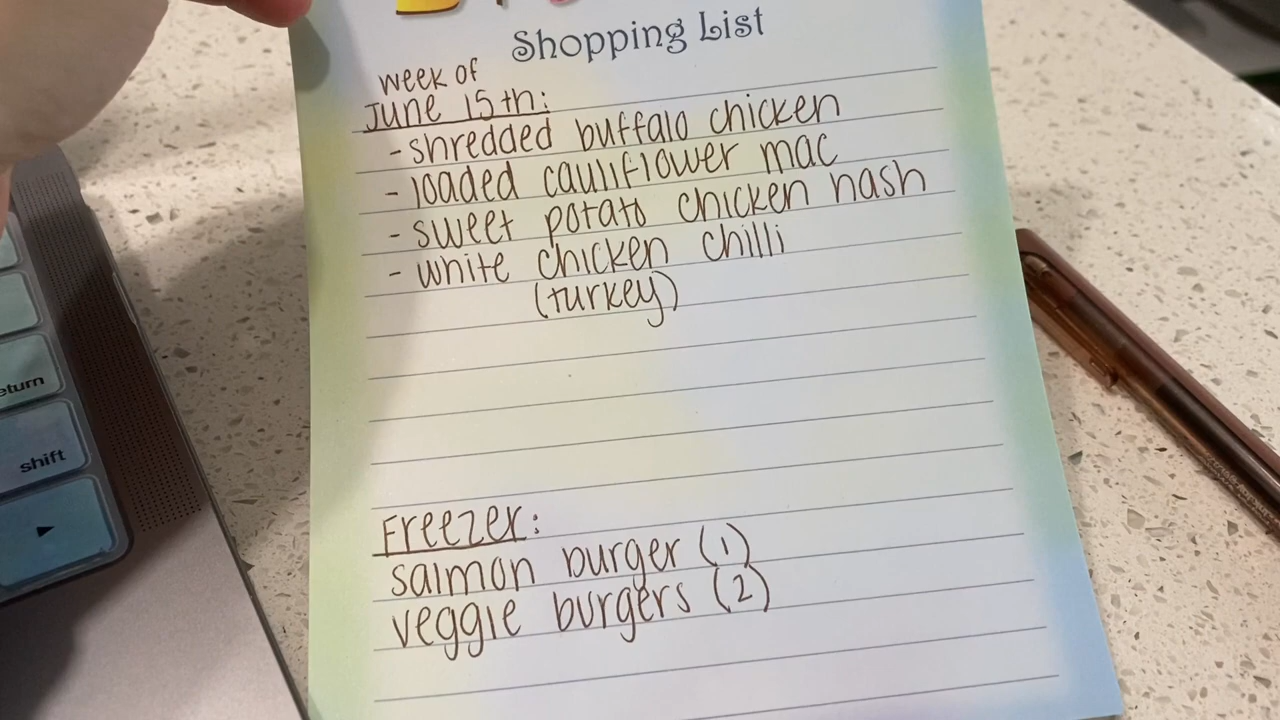 Shopping List
week of
June 15th:
- shredded buffalo chicken
- loaded cauliflower mac
- sweet potato chicken hash
- white chicken chilli
(turkey)
Freezer:
salmon burger (1)
veggie burgers (2)
eturn
shift